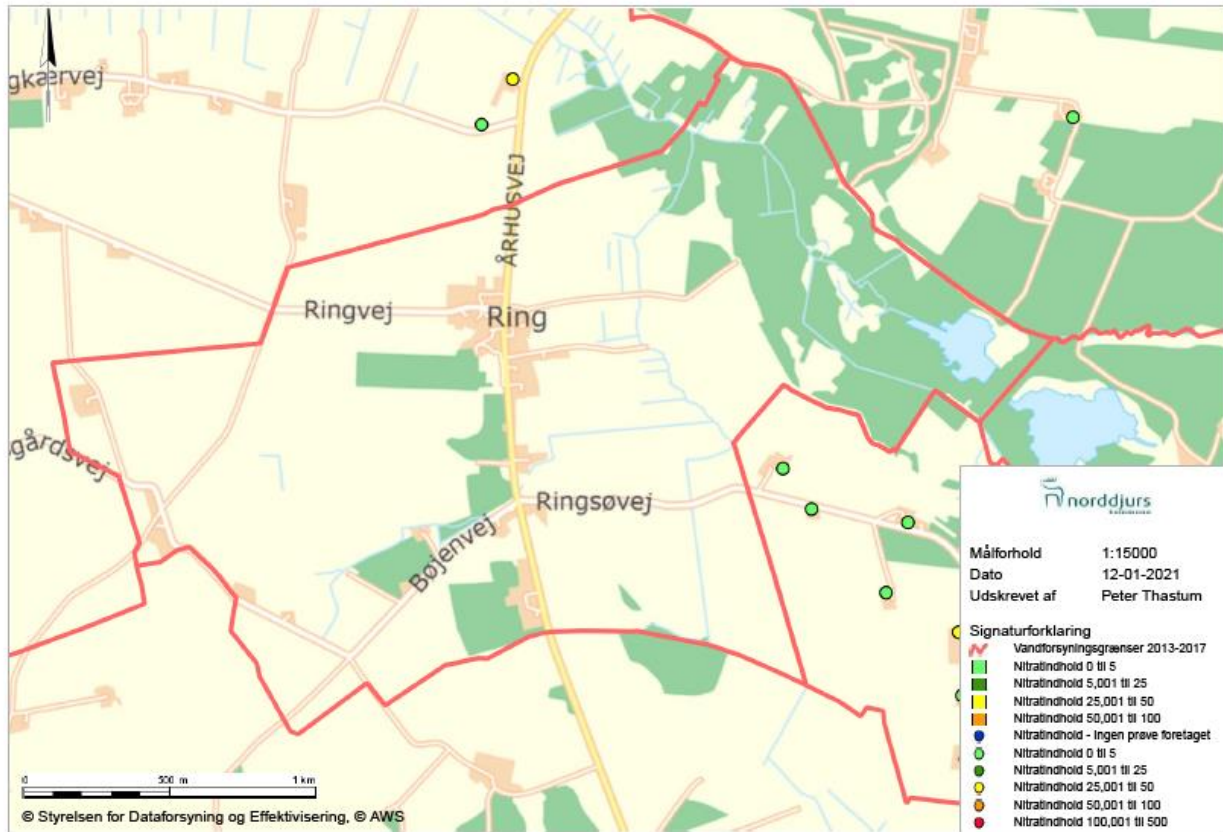 gkærvej
ÅRHUSVEJ
Ringvej
Ring
gårdsvej
Ringsøvej
Bøjenvej
norddjurs
kommune
Målforhold 1:15000
Dato 12-01-2021
Udskrevet af Peter Thastum
Signaturforklaring
Vandforsyningsgrænser 2013-2017
Nitratindhold 0 til 5
Nitratindhold 5,001 til 25
Nitratindhold 25,001 til 50
Nitratindhold 50,001 til 100
Nitratindhold - Ingen prøve foretaget
Nitratindhold 0 til 5
Nitratindhold 5,001 til 25
Nitratindhold 25,001 til 50
Nitratindhold 50,001 til 100
Nitratindhold 100,001 til 500
0 500 m 1 km
© Styrelsen for Dataforsyning og Effektivisering, © AWS